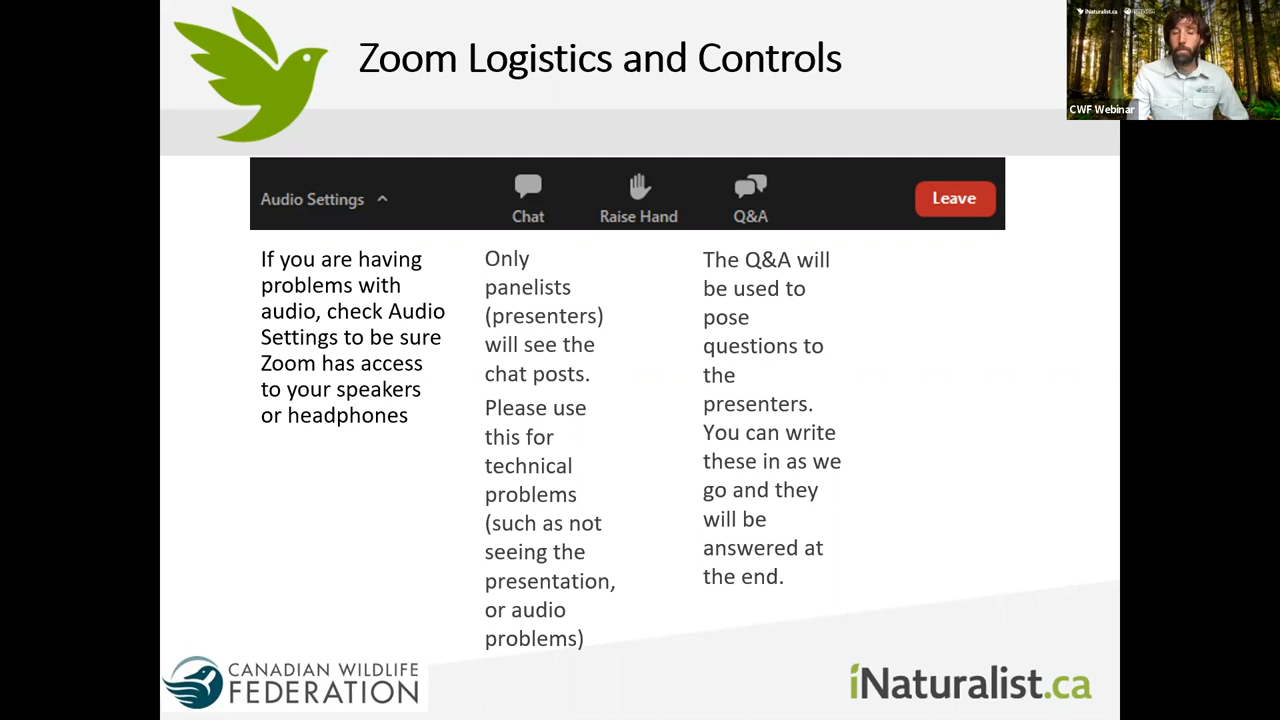 Zoom Logistics and Controls
iNaturalist.ca
CWF Webinar
Audio Settings
Chat
Raise Hand
Q&A
Leave
If you are having
problems with
audio, check Audio
Settings to be sure
Zoom has access
to your speakers
or headphones
Only
panelists
(presenters)
will see the
chat posts.
Please use
this for
technical
problems
(such as not
seeing the
presentation,
or audio
problems)
The Q&A will
be used to
pose
questions to
the
presenters.
You can write
these in as we
go and they
will be
answered at
the end.
CANADIAN WILDLIFE
FEDERATION
iNaturalist.ca